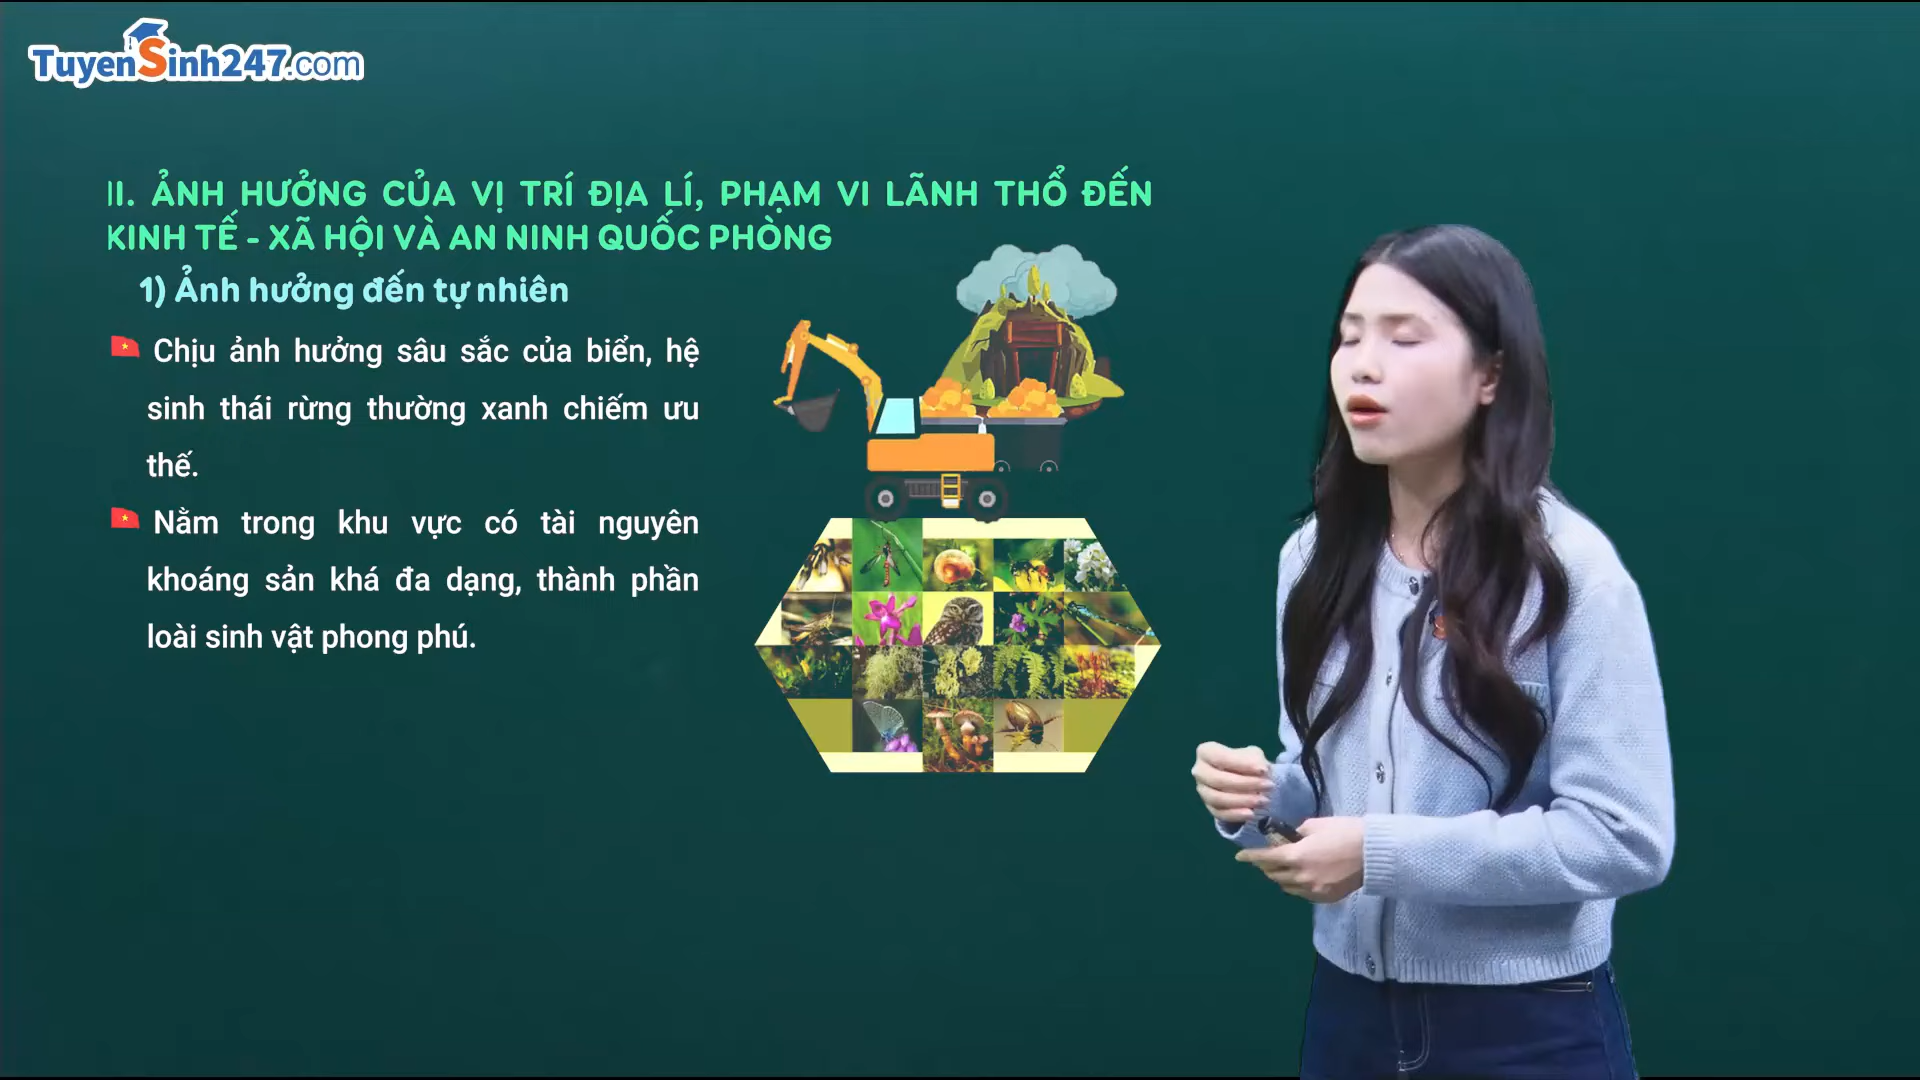 TuyenSinh247.com
II. ẢNH HƯỞNG CỦA VỊ TRÍ ĐỊA LÍ, PHẠM VI LÃNH THỔ ĐẾN
KINH TẾ - XÃ HỘI VÀ AN NINH QUỐC PHÒNG
1) Ảnh hưởng đến tự nhiên
Chịu ảnh hưởng sâu sắc của biển, hệ
sinh thái rừng thường xanh chiếm ưu
thế.
Nằm trong khu vực có tài nguyên
khoáng sản khá đa dạng, thành phần
loài sinh vật phong phú.